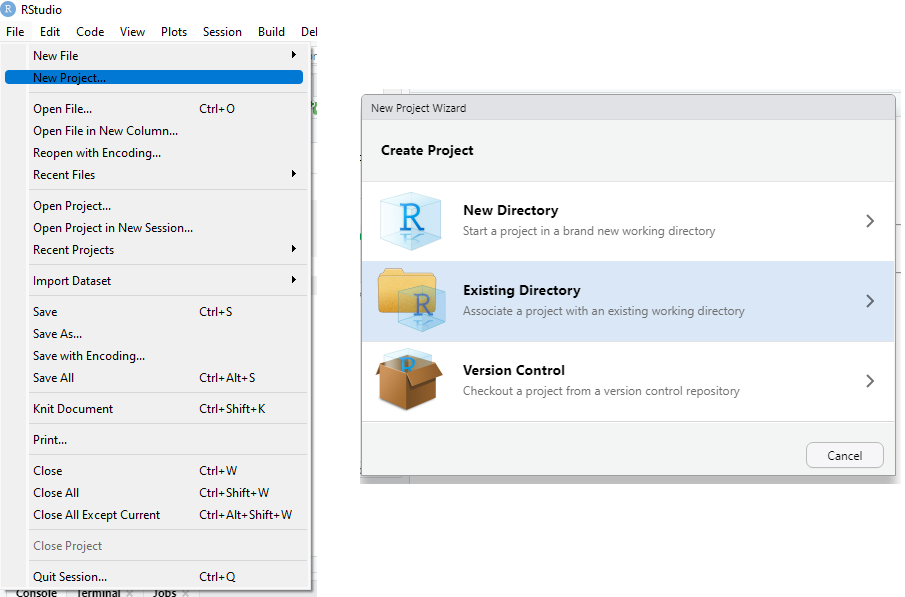 RStudio
File Edit Code View Plots Session Build
New File
New Project...
Open File... Ctrl+O
Open File in New Column...
Reopen with Encoding...
Recent Files
Open Project...
Open Project in New Session...
Recent Projects
Import Dataset
Save Ctrl+S
Save As...
Save with Encoding...
Save All Ctrl+Alt+S
Knit Document Ctrl+Shift+K
Print...
Close Ctrl+W
Close All Ctrl+Shift+W
Close All Except Current Ctrl+Alt+Shift+W
Close Project
Quit Session... Ctrl+Q
Console Terminal Jobs
New Project Wizard
Create Project
R
New Directory
Start a project in a brand new working directory
R
Existing Directory
Associate a project with an existing working directory
Version Control
Checkout a project from a version control repository
Cancel